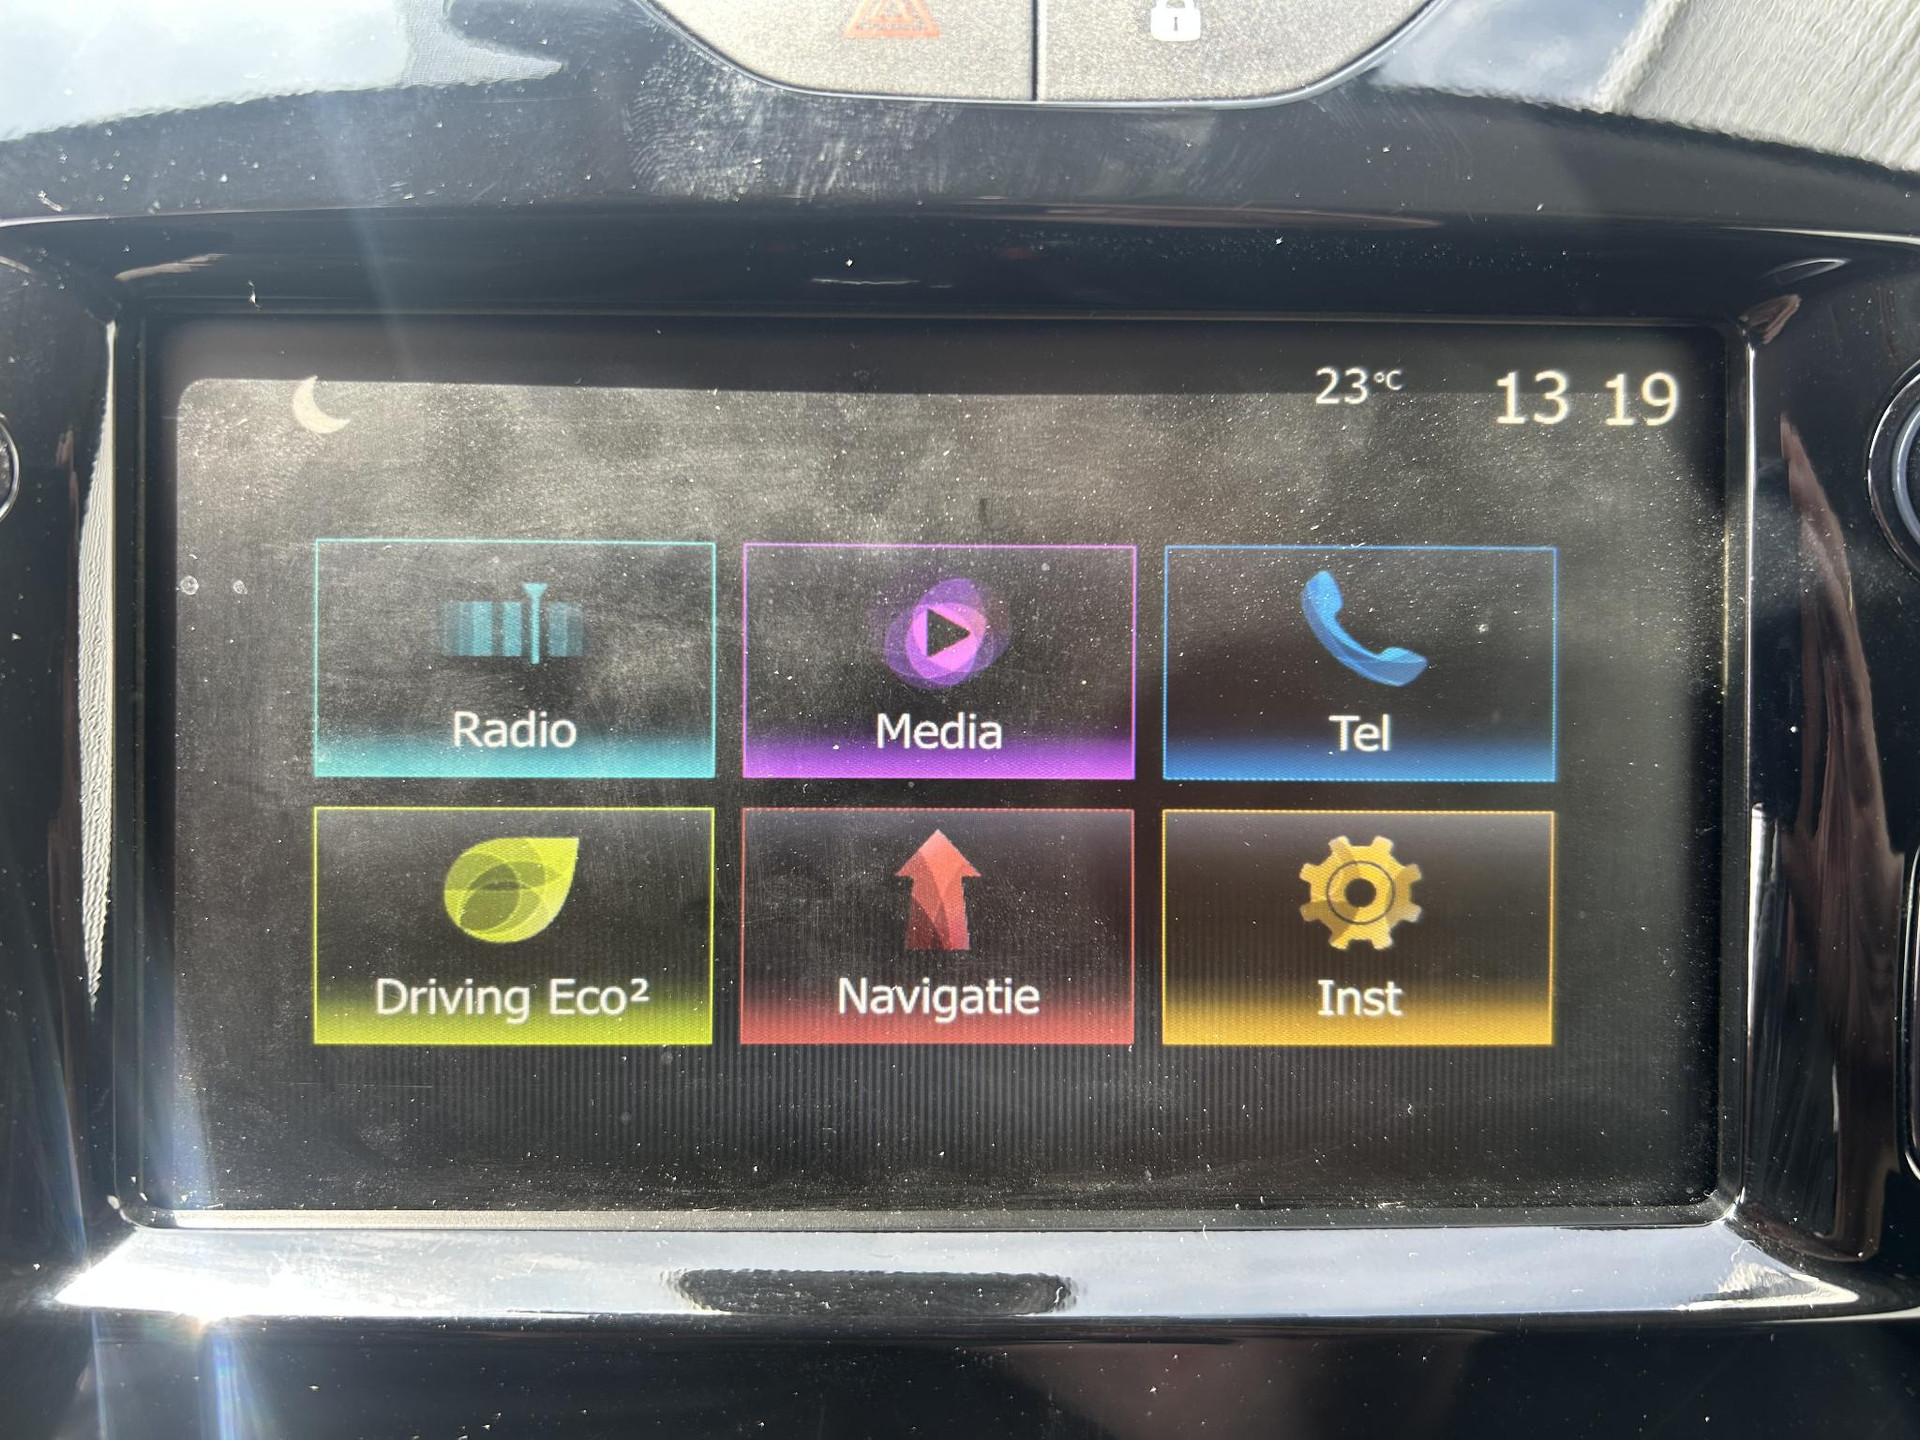 23°C 13 19
Radio Media Tel
Driving Eco² Navigatie Inst